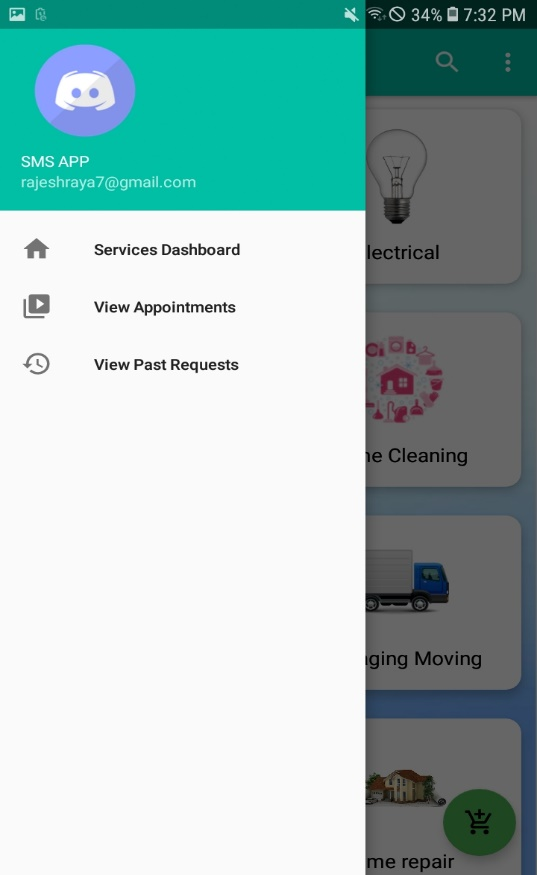 34% 7:32 PM
SMS APP
rajeshraya7@gmail.com
Services Dashboard
View Appointments
View Past Requests
lectrical
ne Cleaning
ging Moving
me repair